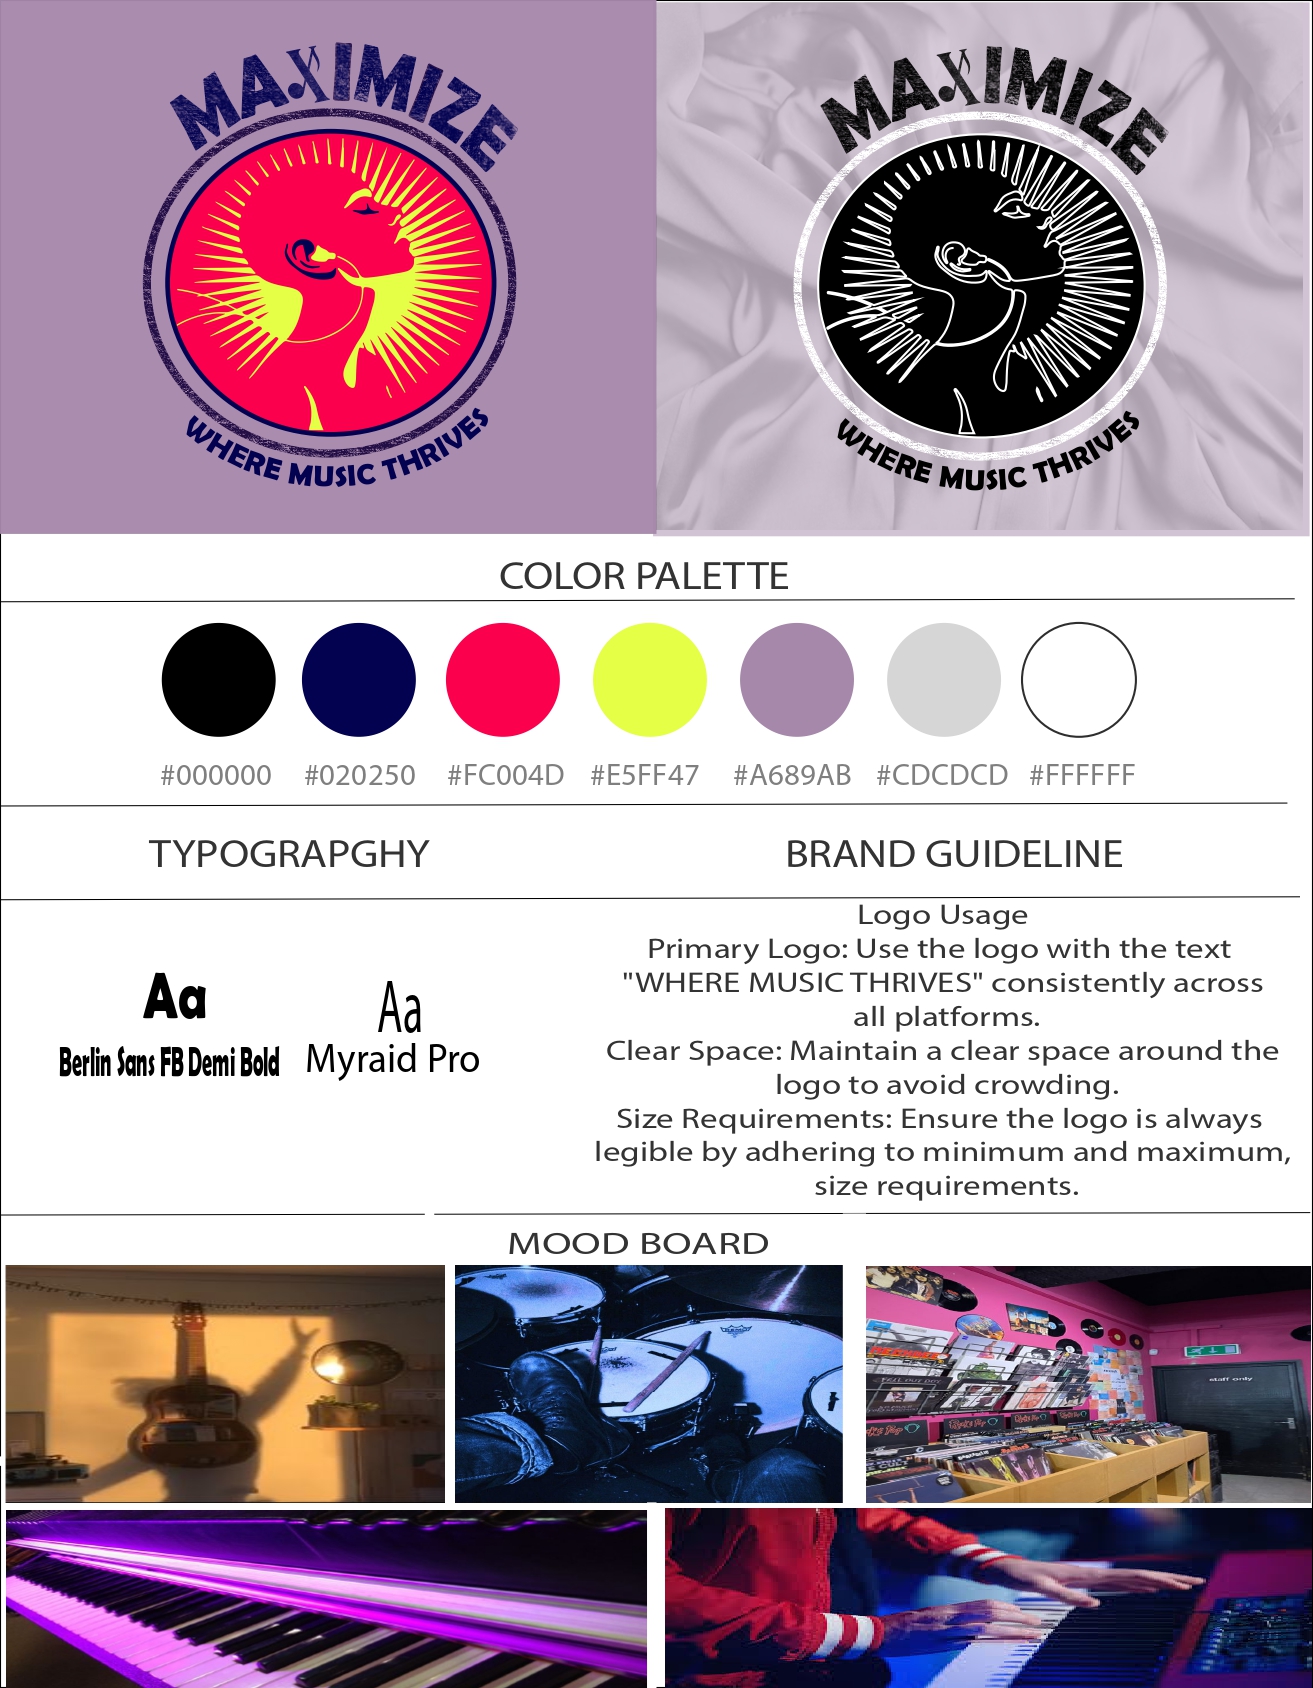 MAXIMIZE
WHERE MUSIC THRIVES
MAXIMIZE
WHERE MUSIC THRIVES
COLOR PALETTE
#000000 #020250 #FC004D #E5FF47 #A689AB #CDCDCD #FFFFFF
TYPOGRAPGHY
BRAND GUIDELINE
Aa
Berlin Sans FB Demi Bold
Aa
Myraid Pro
Logo Usage
Primary Logo: Use the logo with the text
"WHERE MUSIC THRIVES" consistently across
all platforms.
Clear Space: Maintain a clear space around the
logo to avoid crowding.
Size Requirements: Ensure the logo is always
legible by adhering to minimum and maximum,
size requirements.
MOOD BOARD
staff only